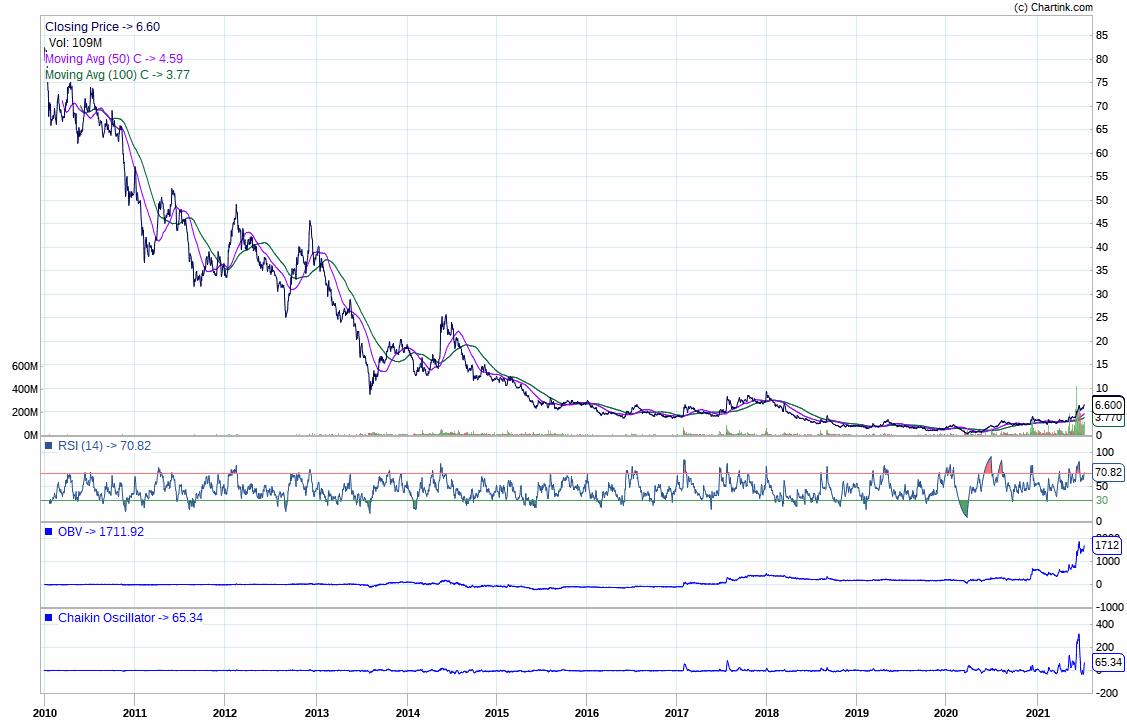 (c) Chartink.com
Closing Price -> 6.60
Vol: 109M
Moving Avg (50) C -> 4.59
Moving Avg (100) C -> 3.77
85
80
75
70
65
60
55
50
45
40
35
30
25
20
15
10
6.600
3.770
0
600M
400M
200M
0M
RSI (14) -> 70.82
100
70.82
50
30
0
OBV -> 1711.92
2000
1712
1000
0
-1000
Chaikin Oscillator -> 65.34
400
200
65.34
-200
2010 2011 2012 2013 2014 2015 2016 2017 2018 2019 2020 2021